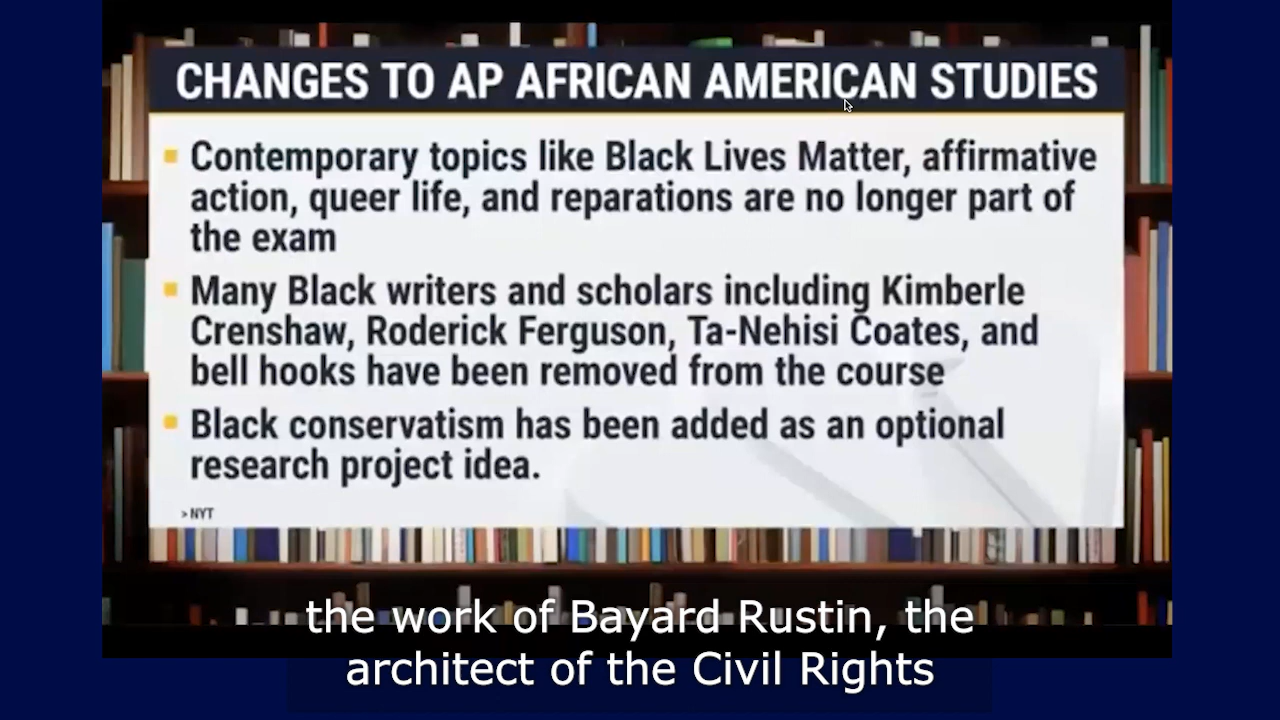 CHANGES TO AP AFRICAN AMERICAN STUDIES
Contemporary topics like Black Lives Matter, affirmative
action, queer life, and reparations are no longer part of
the exam
Many Black writers and scholars including Kimberle
Crenshaw, Roderick Ferguson, Ta-Nehisi Coates, and
bell hooks have been removed from the course
Black conservatism has been added as an optional
research project idea.
> NYT
the work of Bayard Rustin, the
architect of the Civil Rights